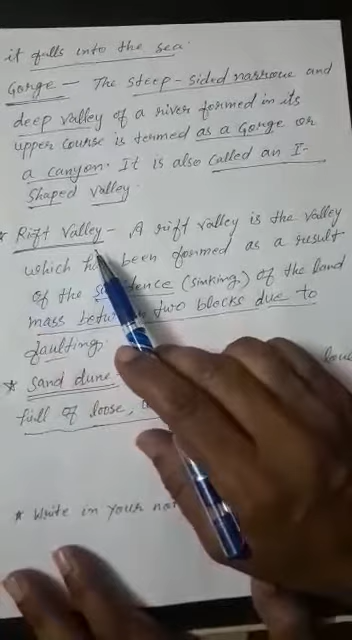 it falls into the sea.
Gorge - The steep-sided narrow and
deep valley of a river formed in its
upper course is termed as a Gorge or
a canyon. It is also called an I-
Shaped valley.
* Rift Valley - A rift valley is the valley
which been formed as a result
of the (sinking) of the land
mass between two blocks due to
faulting.
* Sand dune
full of loose,
* Write in your